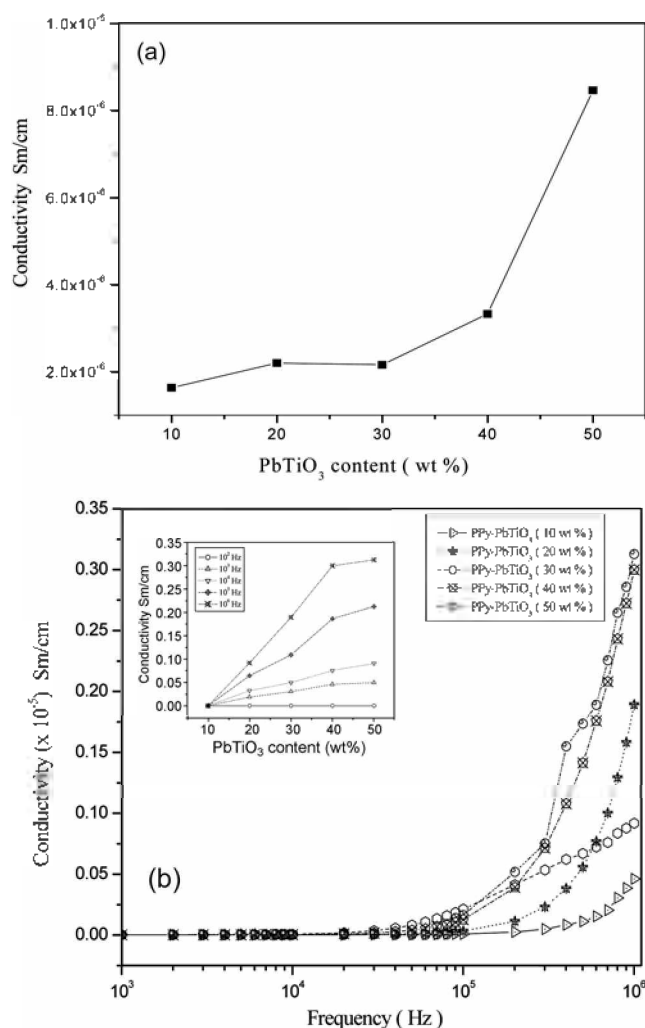 (a)
1.0x10⁻⁵
8.0x10⁻⁶
6.0x10⁻⁶
4.0x10⁻⁶
2.0x10⁻⁶
Conductivity Sm/cm
10 20 30 40 50
PbTiO₃ content ( wt %)
0.35
0.30
0.25
0.20
0.15
0.10
0.05
0.00
Conductivity (x 10⁻⁵) Sm/cm
0.35
0.30
0.25
0.20
0.15
0.10
0.05
0.00
Conductivity Sm/cm
10 20 30 40 50
PbTiO₃ content (wt%)
Hz
Hz
Hz
Hz
Hz
PPy-PbTiO₃ ( 10 wt % )
PPy-PbTiO₃ ( 20 wt % )
PPy-PbTiO₃ ( 30 wt % )
PPy-PbTiO₃ ( 40 wt % )
PPy-PbTiO₃ ( 50 wt % )
(b)
10³ 10⁴ 10⁵ 10⁶
Frequency ( Hz )